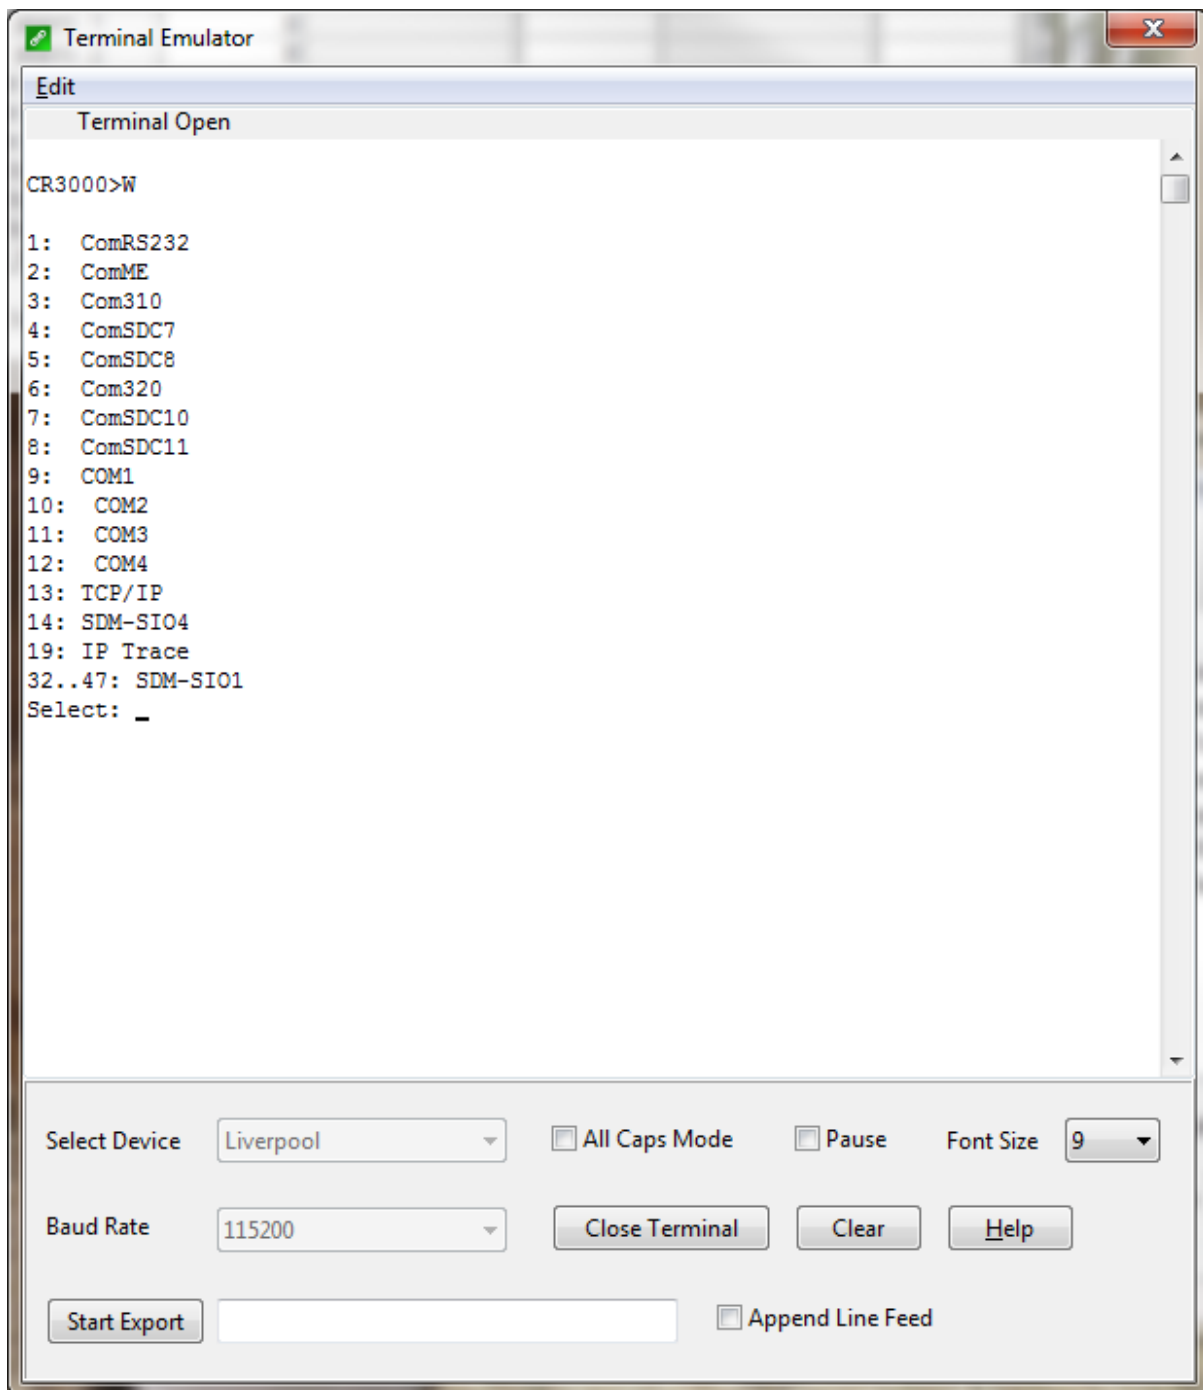 Terminal Emulator
x
Edit
Terminal Open
CR3000>W
1:  ComRS232
2:  ComME
3:  Com310
4:  ComSDC7
5:  ComSDC8
6:  Com320
7:  ComSDC10
8:  ComSDC11
9:  COM1
10:  COM2
11:  COM3
12:  COM4
13: TCP/IP
14: SDM-SIO4
19: IP Trace
32..47: SDM-SIO1
Select: _
Select Device Liverpool All Caps Mode Pause Font Size 9
Baud Rate 115200 Close Terminal Clear Help
Start Export Append Line Feed